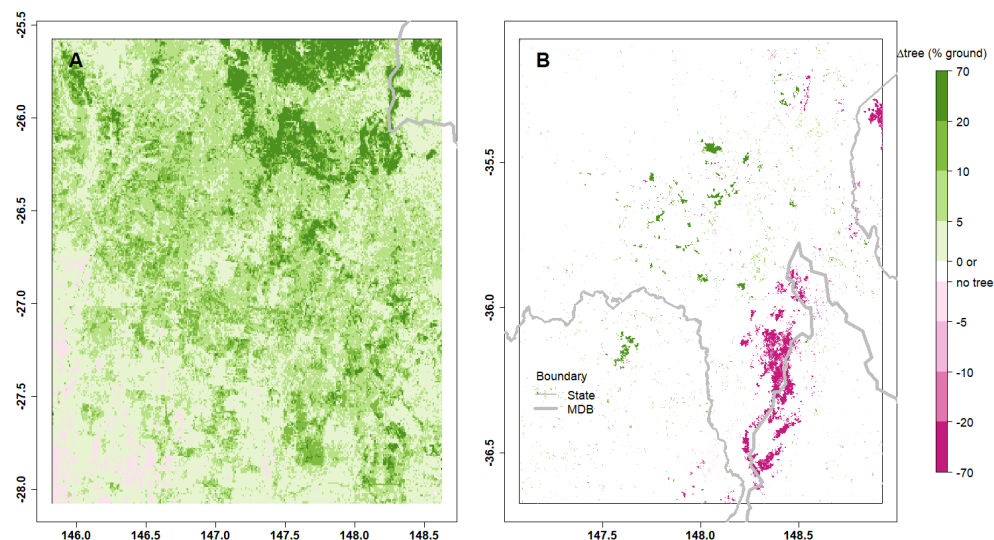 A
B
Δtree (% ground)
-25.5
-26.0
-26.5
-27.0
-27.5
-28.0
146.0 146.5 147.0 147.5 148.0 148.5
-35.5
-36.0
-36.5
147.5 148.0 148.5
Boundary
State
MDB
70
20
10
5
0 or
no tree
-5
-10
-20
-70